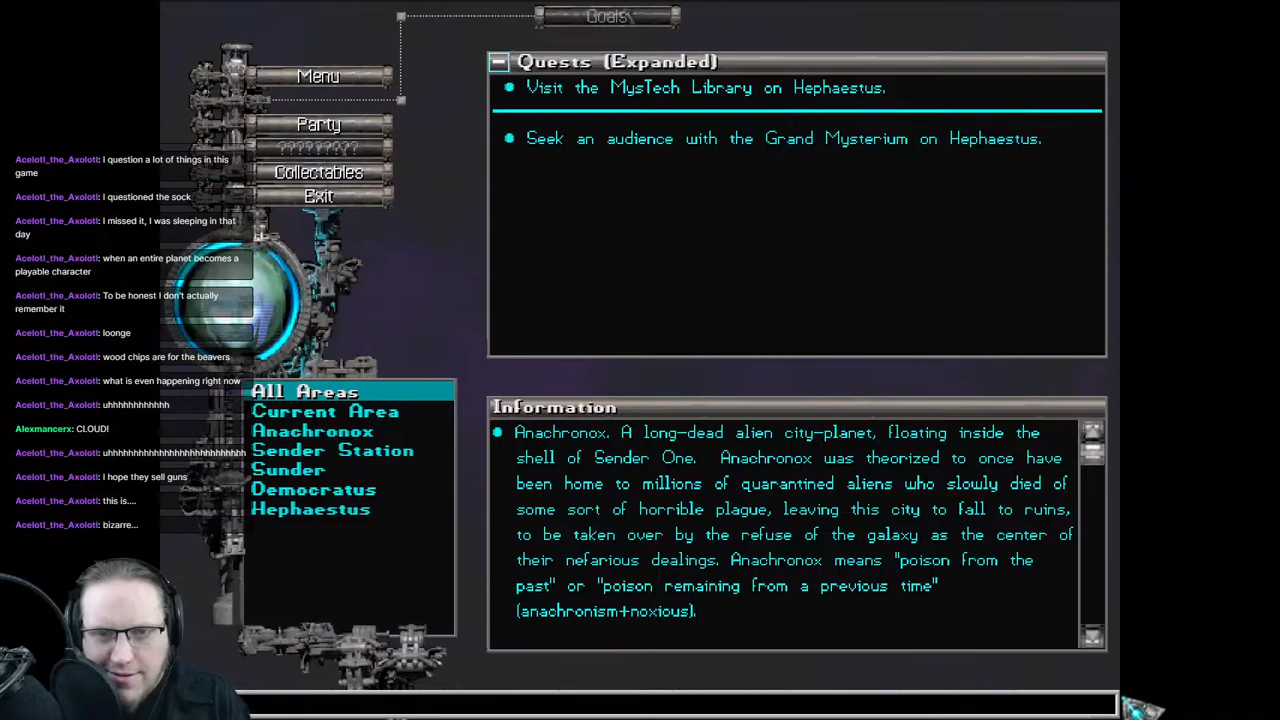 Goals
Menu
Party
?????????
Collectables
Exit
Quests (Expanded)
Visit the MysTech Library on Hephaestus.
Seek an audience with the Grand Mysterium on Hephaestus.
Acelotl_the_Axolotl: I question a lot of things in this
game
Acelotl_the_Axolotl: I questioned the sock
Acelotl_the_Axolotl: I missed it, I was sleeping in that
day
Acelotl_the_Axolotl: when an entire planet becomes a
playable character
Acelotl_the_Axolotl: To be honest I don't actually
remember it
Acelotl_the_Axolotl: loonge
Acelotl_the_Axolotl: wood chips are for the beavers
Acelotl_the_Axolotl: what is even happening right now
Acelotl_the_Axolotl: uhhhhhhhhhhh
Alexmancerx: CLOUD!
Acelotl_the_Axolotl: uhhhhhhhhhhhhhhhhhhhhhhhhh
Acelotl_the_Axolotl: I hope they sell guns
Acelotl_the_Axolotl: this is....
Acelotl_the_Axolotl: bizarre...
All Areas
Current Area
Anachronox
Sender Station
Sunder
Democratus
Hephaestus
Information
Anachronox. A long-dead alien city-planet, floating inside the
shell of Sender One. Anachronox was theorized to once have
been home to millions of quarantined aliens who slowly died of
some sort of horrible plague, leaving this city to fall to ruins,
to be taken over by the refuse of the galaxy as the center of
their nefarious dealings. Anachronox means "poison from the
past" or "poison remaining from a previous time"
(anachronism+noxious).